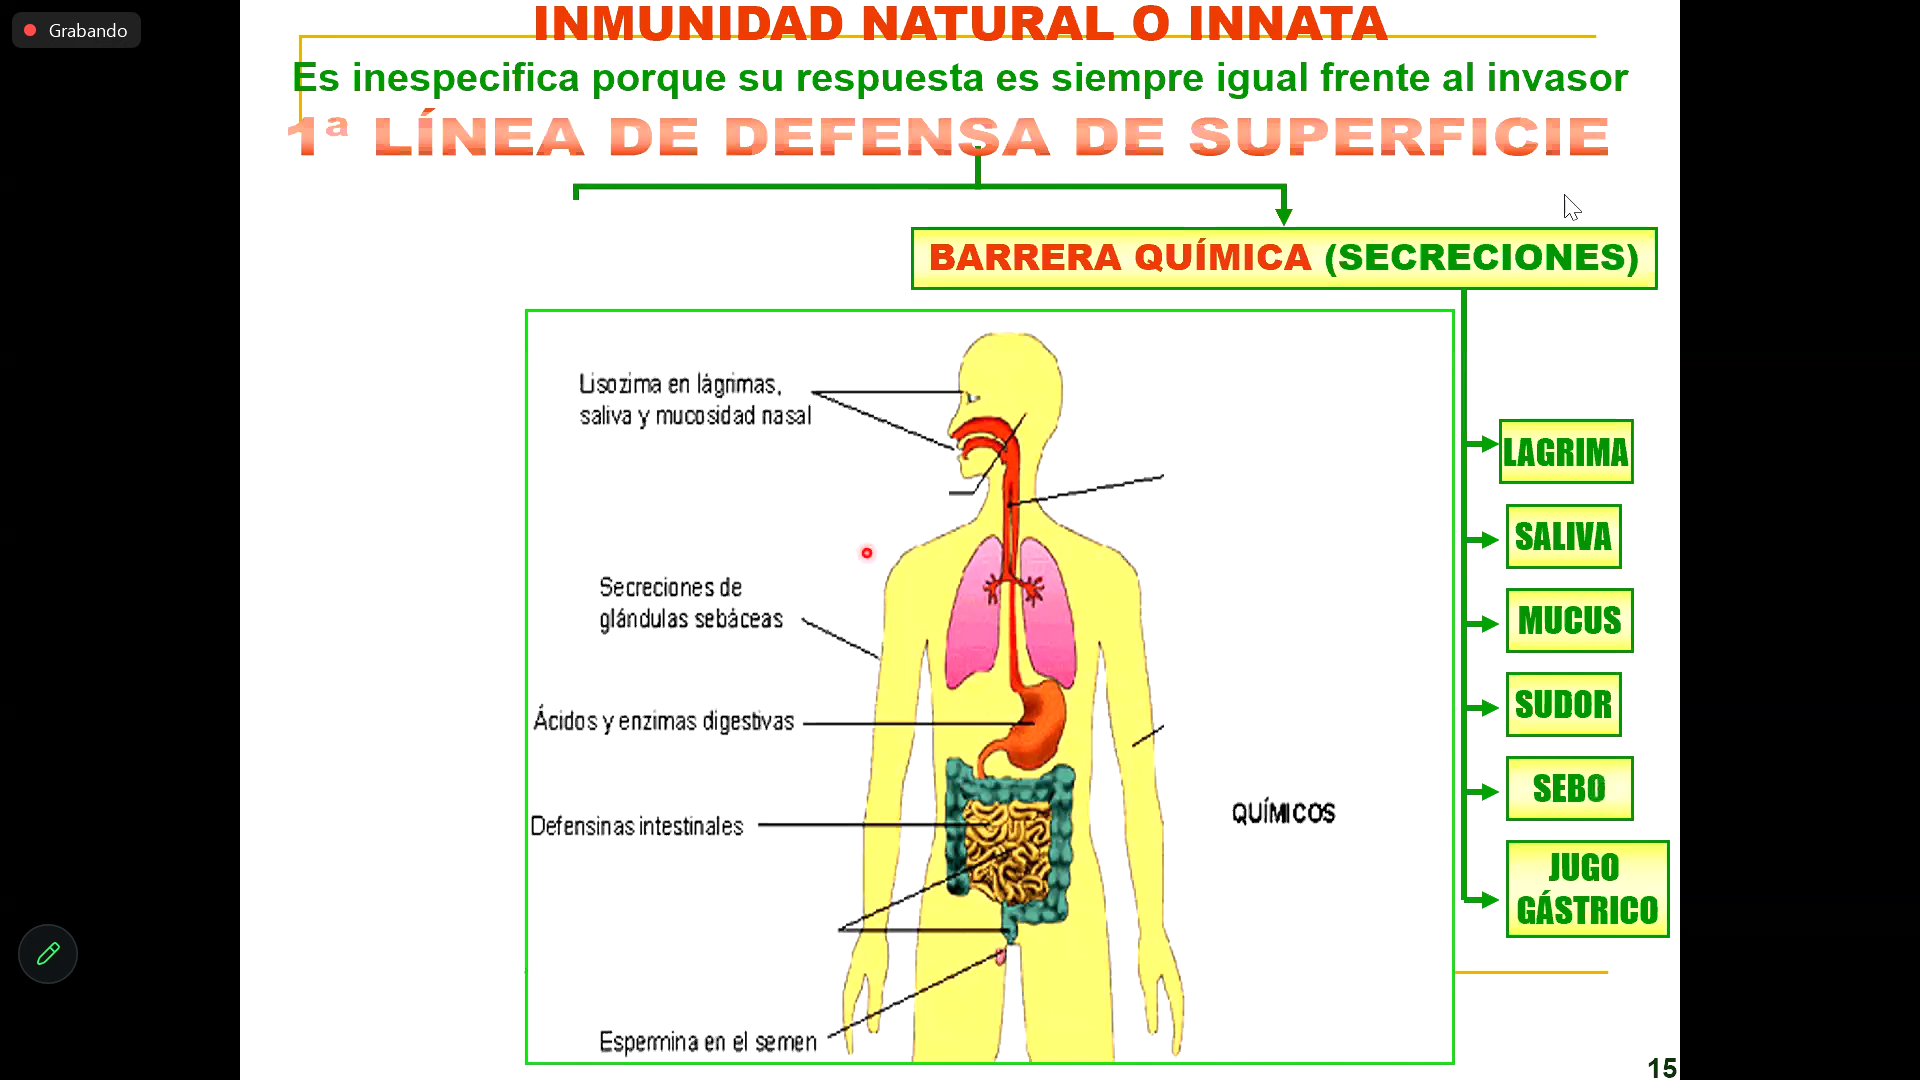 Grabando
INMUNIDAD NATURAL O INNATA
Es inespecifica porque su respuesta es siempre igual frente al invasor
1ª LÍNEA DE DEFENSA DE SUPERFICIE
BARRERA QUÍMICA (SECRECIONES)
Lisozima en lágrimas,
saliva y mucosidad nasal
Secreciones de
glándulas sebáceas
Ácidos y enzimas digestivas
Defensinas intestinales
Espermina en el semen
QUÍMICOS
LAGRIMA
SALIVA
MUCUS
SUDOR
SEBO
JUGO
GÁSTRICO
15